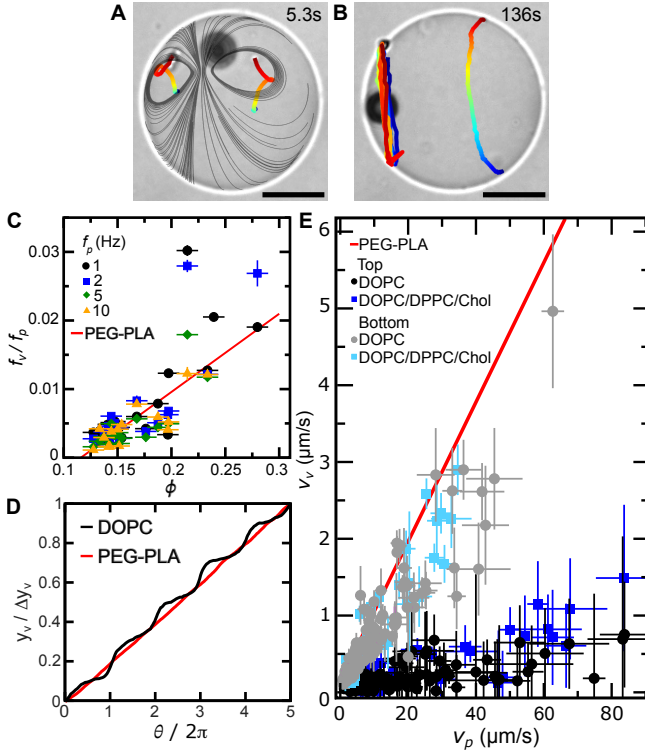 A
5.3s
B
136s
C
f_p (Hz)
1
2
5
10
PEG-PLA
f_v/ f_p
0.03
0.02
0.01
0
0.1
0.15
0.2
0.25
0.3
ϕ
D
DOPC
PEG-PLA
y_v / Δy_v
1
0.8
0.6
0.4
0.2
0
0
1
2
3
4
5
θ / 2π
E
PEG-PLA
Top
DOPC
DOPC/DPPC/Chol
Bottom
DOPC
DOPC/DPPC/Chol
v_v (µm/s)
6
5
4
3
2
1
0
0
20
40
60
80
v_p (µm/s)